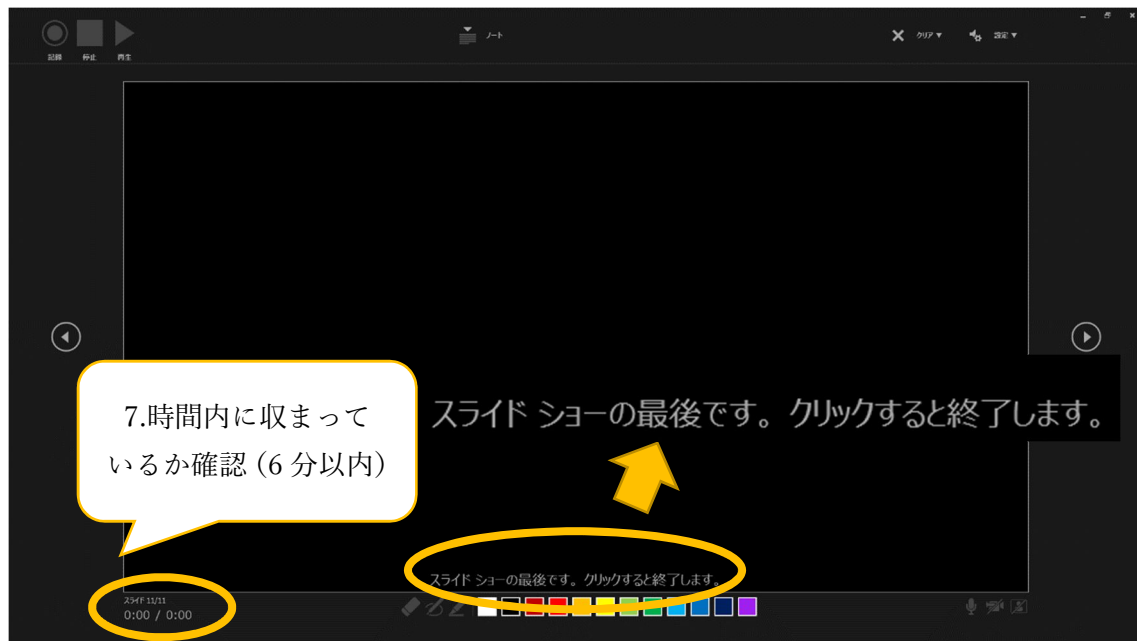 ノート
クリア ▼
設定 ▼
記録
停止
再生
7.時間内に収まって
いるか確認（6 分以内）
スライド ショーの最後です。クリックすると終了します。
スライド ショーの最後です。クリックすると終了します。
スライド 11/11
0:00 / 0:00